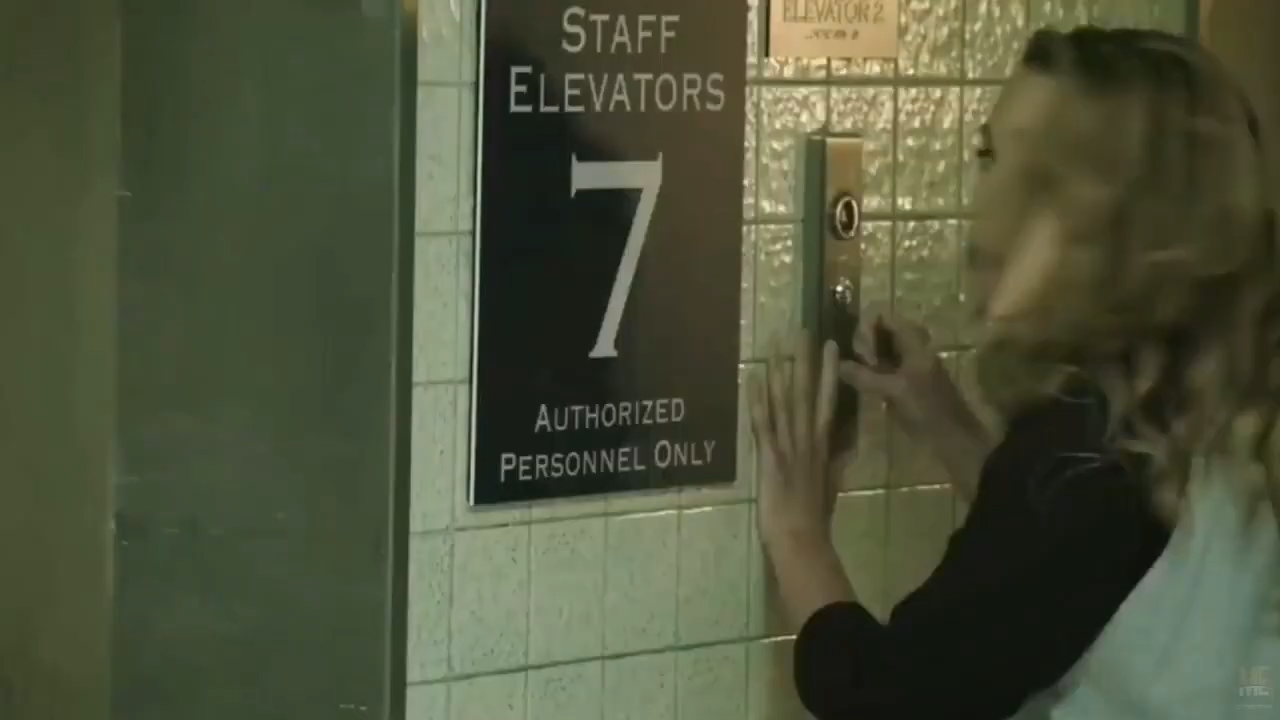 STAFF
ELEVATORS
7
AUTHORIZED
PERSONNEL ONLY
ELEVATOR 2